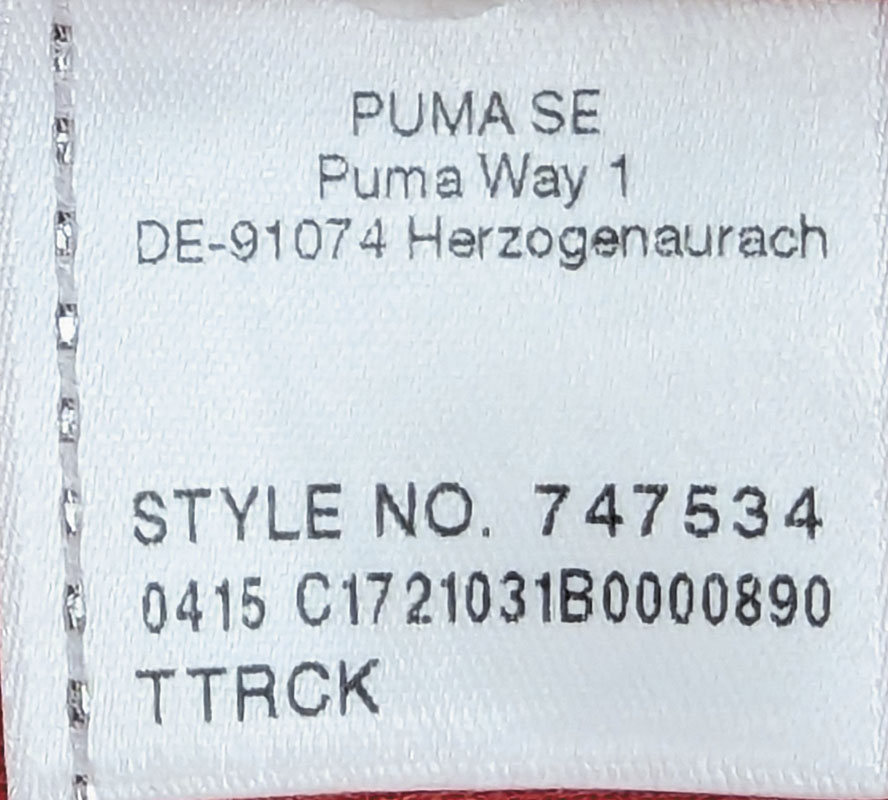 PUMA SE
Puma Way 1
DE-91074 Herzogenaurach
STYLE NO. 747534
0415 C1721031B0000890
TTRCK